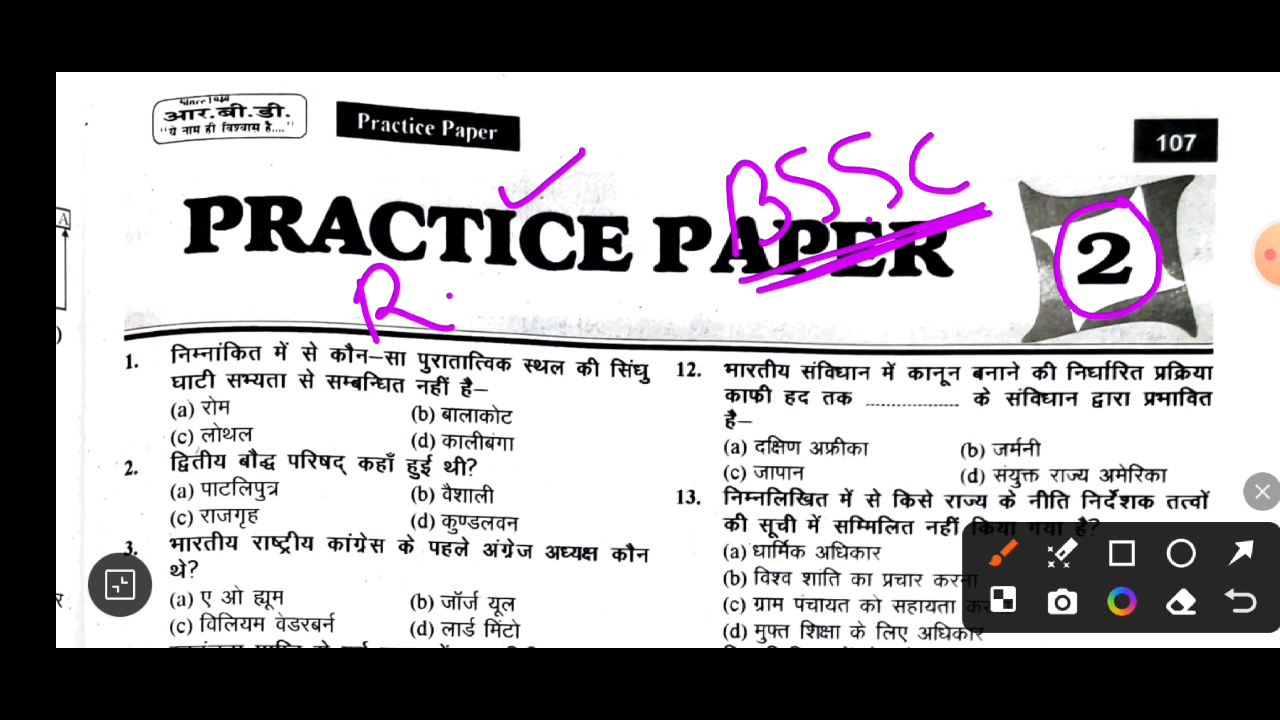 Since 1940
आर.बी.डी.
"ये नाम ही विश्वास है...."
Practice Paper
107
A
PRACTICE PAPER
2
BSSC
R.
1. निम्नांकित में से कौन-सा पुरातात्विक स्थल की सिंघु
घाटी सभ्यता से सम्बन्धित नहीं है–
(a) रोम (b) बालाकोट
(c) लोथल (d) कालीबंगा
2. द्वितीय बौद्ध परिषद् कहाँ हुई थी?
(a) पाटलिपुत्र (b) वैशाली
(c) राजगृह (d) कुण्डलवन
3. भारतीय राष्ट्रीय कांग्रेस के पहले अंग्रेज अध्यक्ष कौन
थे?
(a) ए ओ ह्यूम (b) जॉर्ज यूल
(c) विलियम वेडरबर्न (d) लार्ड मिंटो
12. भारतीय संविधान में कानून बनाने की निर्धारित प्रक्रिया
काफी हद तक .............. के संविधान द्वारा प्रभावित
है–
(a) दक्षिण अफ्रीका (b) जर्मनी
(c) जापान (d) संयुक्त राज्य अमेरिका
13. निम्नलिखित में से किसे राज्य के नीति निर्देशक तत्वों
की सूची में सम्मिलित नहीं किया गया है?
(a) धार्मिक अधिकार
(b) विश्व शांति का प्रचार करना
(c) ग्राम पंचायत को सहायता
(d) मुफ्त शिक्षा के लिए अधिकार